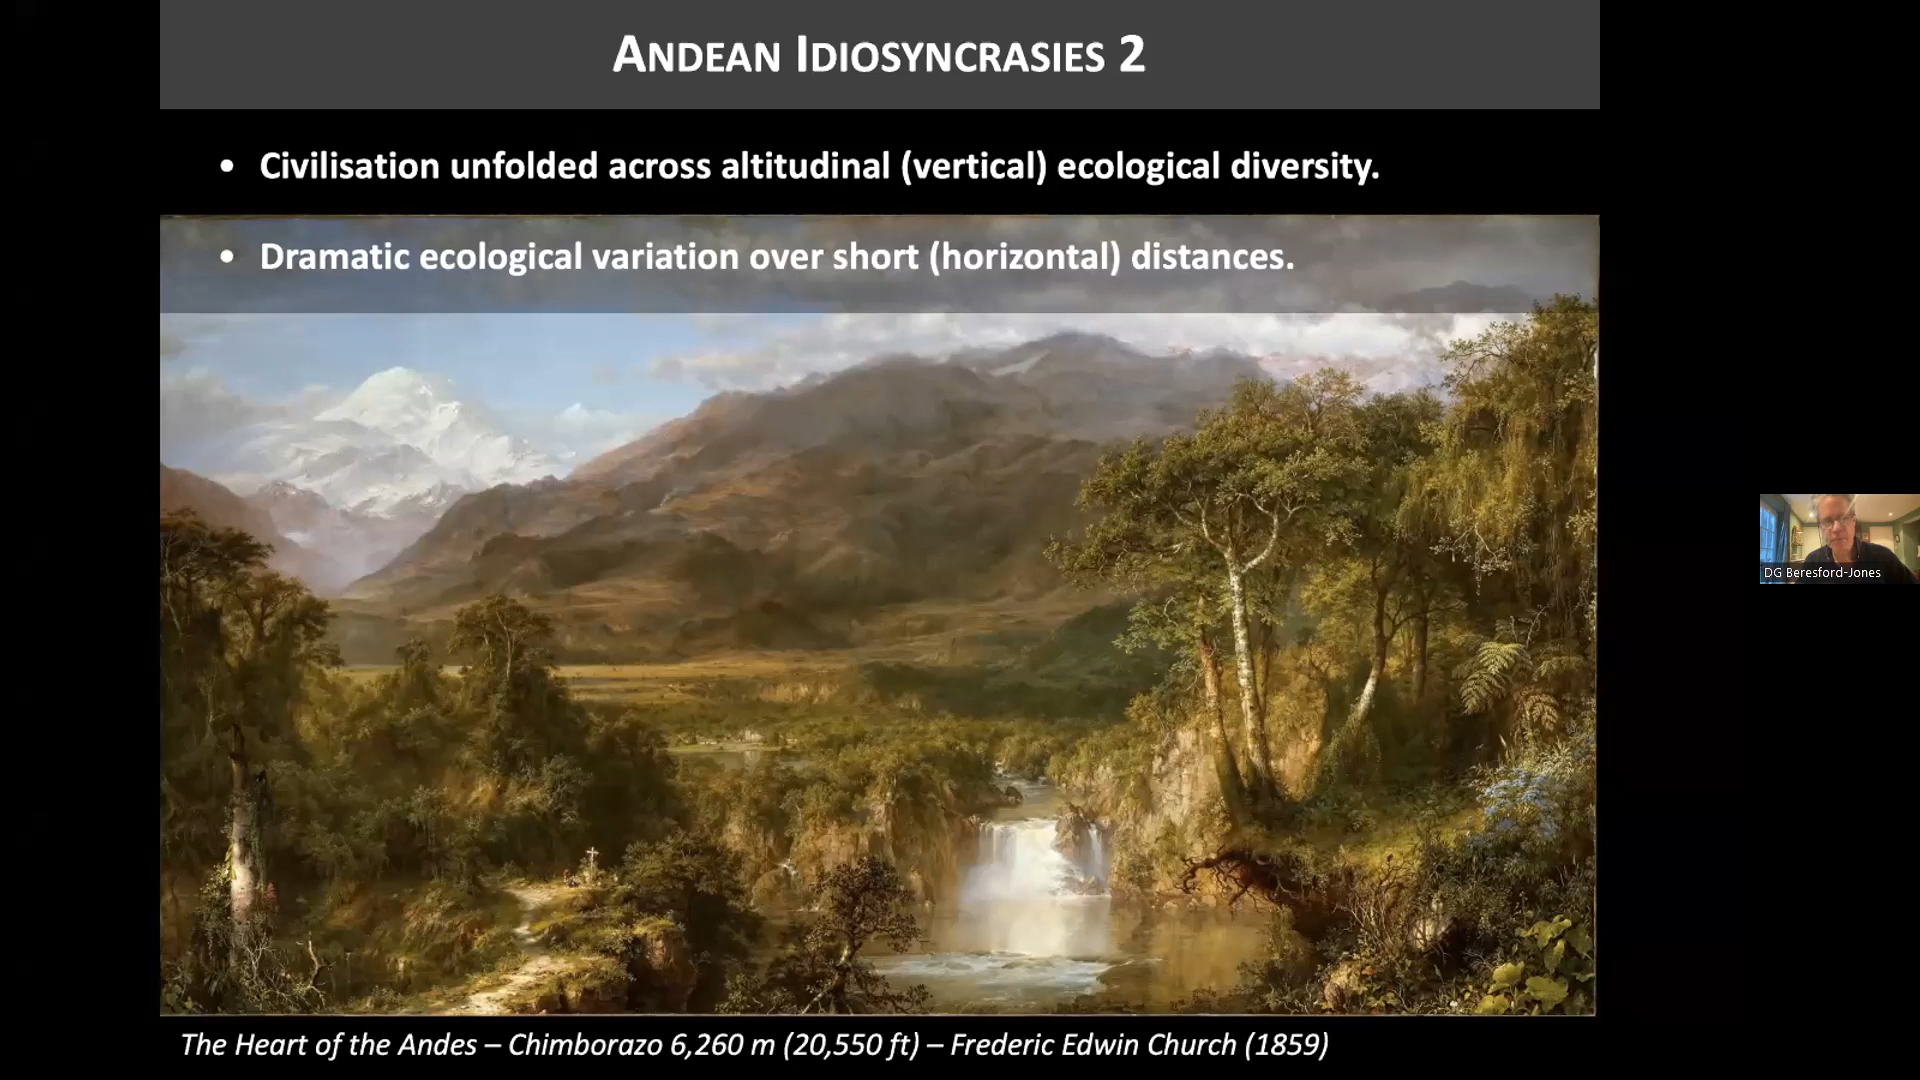 ANDEAN IDIOSYNCRASIES 2
• Civilisation unfolded across altitudinal (vertical) ecological diversity.
• Dramatic ecological variation over short (horizontal) distances.
DG Beresford-Jones
The Heart of the Andes – Chimborazo 6,260 m (20,550 ft) – Frederic Edwin Church (1859)